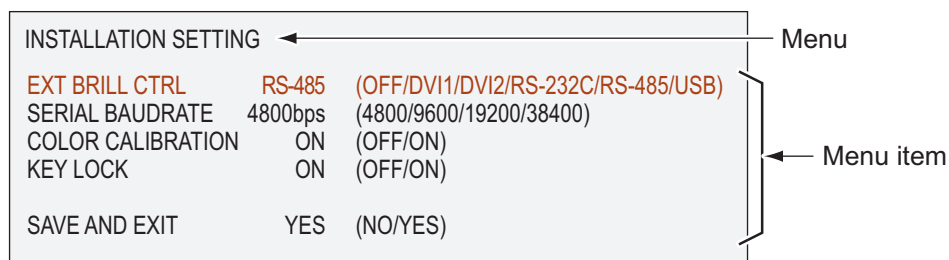 INSTALLATION SETTING
Menu
EXT BRILL CTRL RS-485 (OFF/DVI1/DVI2/RS-232C/RS-485/USB)
SERIAL BAUDRATE 4800bps (4800/9600/19200/38400)
COLOR CALIBRATION ON (OFF/ON)
KEY LOCK ON (OFF/ON)
Menu item
SAVE AND EXIT YES (NO/YES)